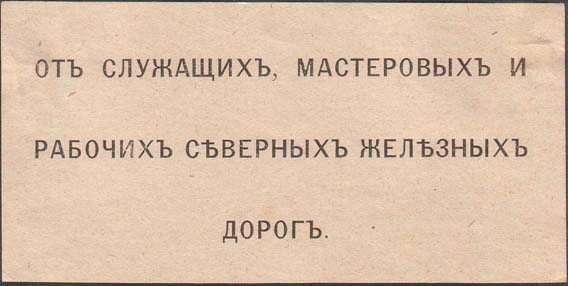 ОТЪ СЛУЖАЩИХЪ, МАСТЕРОВЫХЪ И
РАБОЧИХЪ СѢВЕРНЫХЪ ЖЕЛѢЗНЫХЪ
ДОРОГЪ.